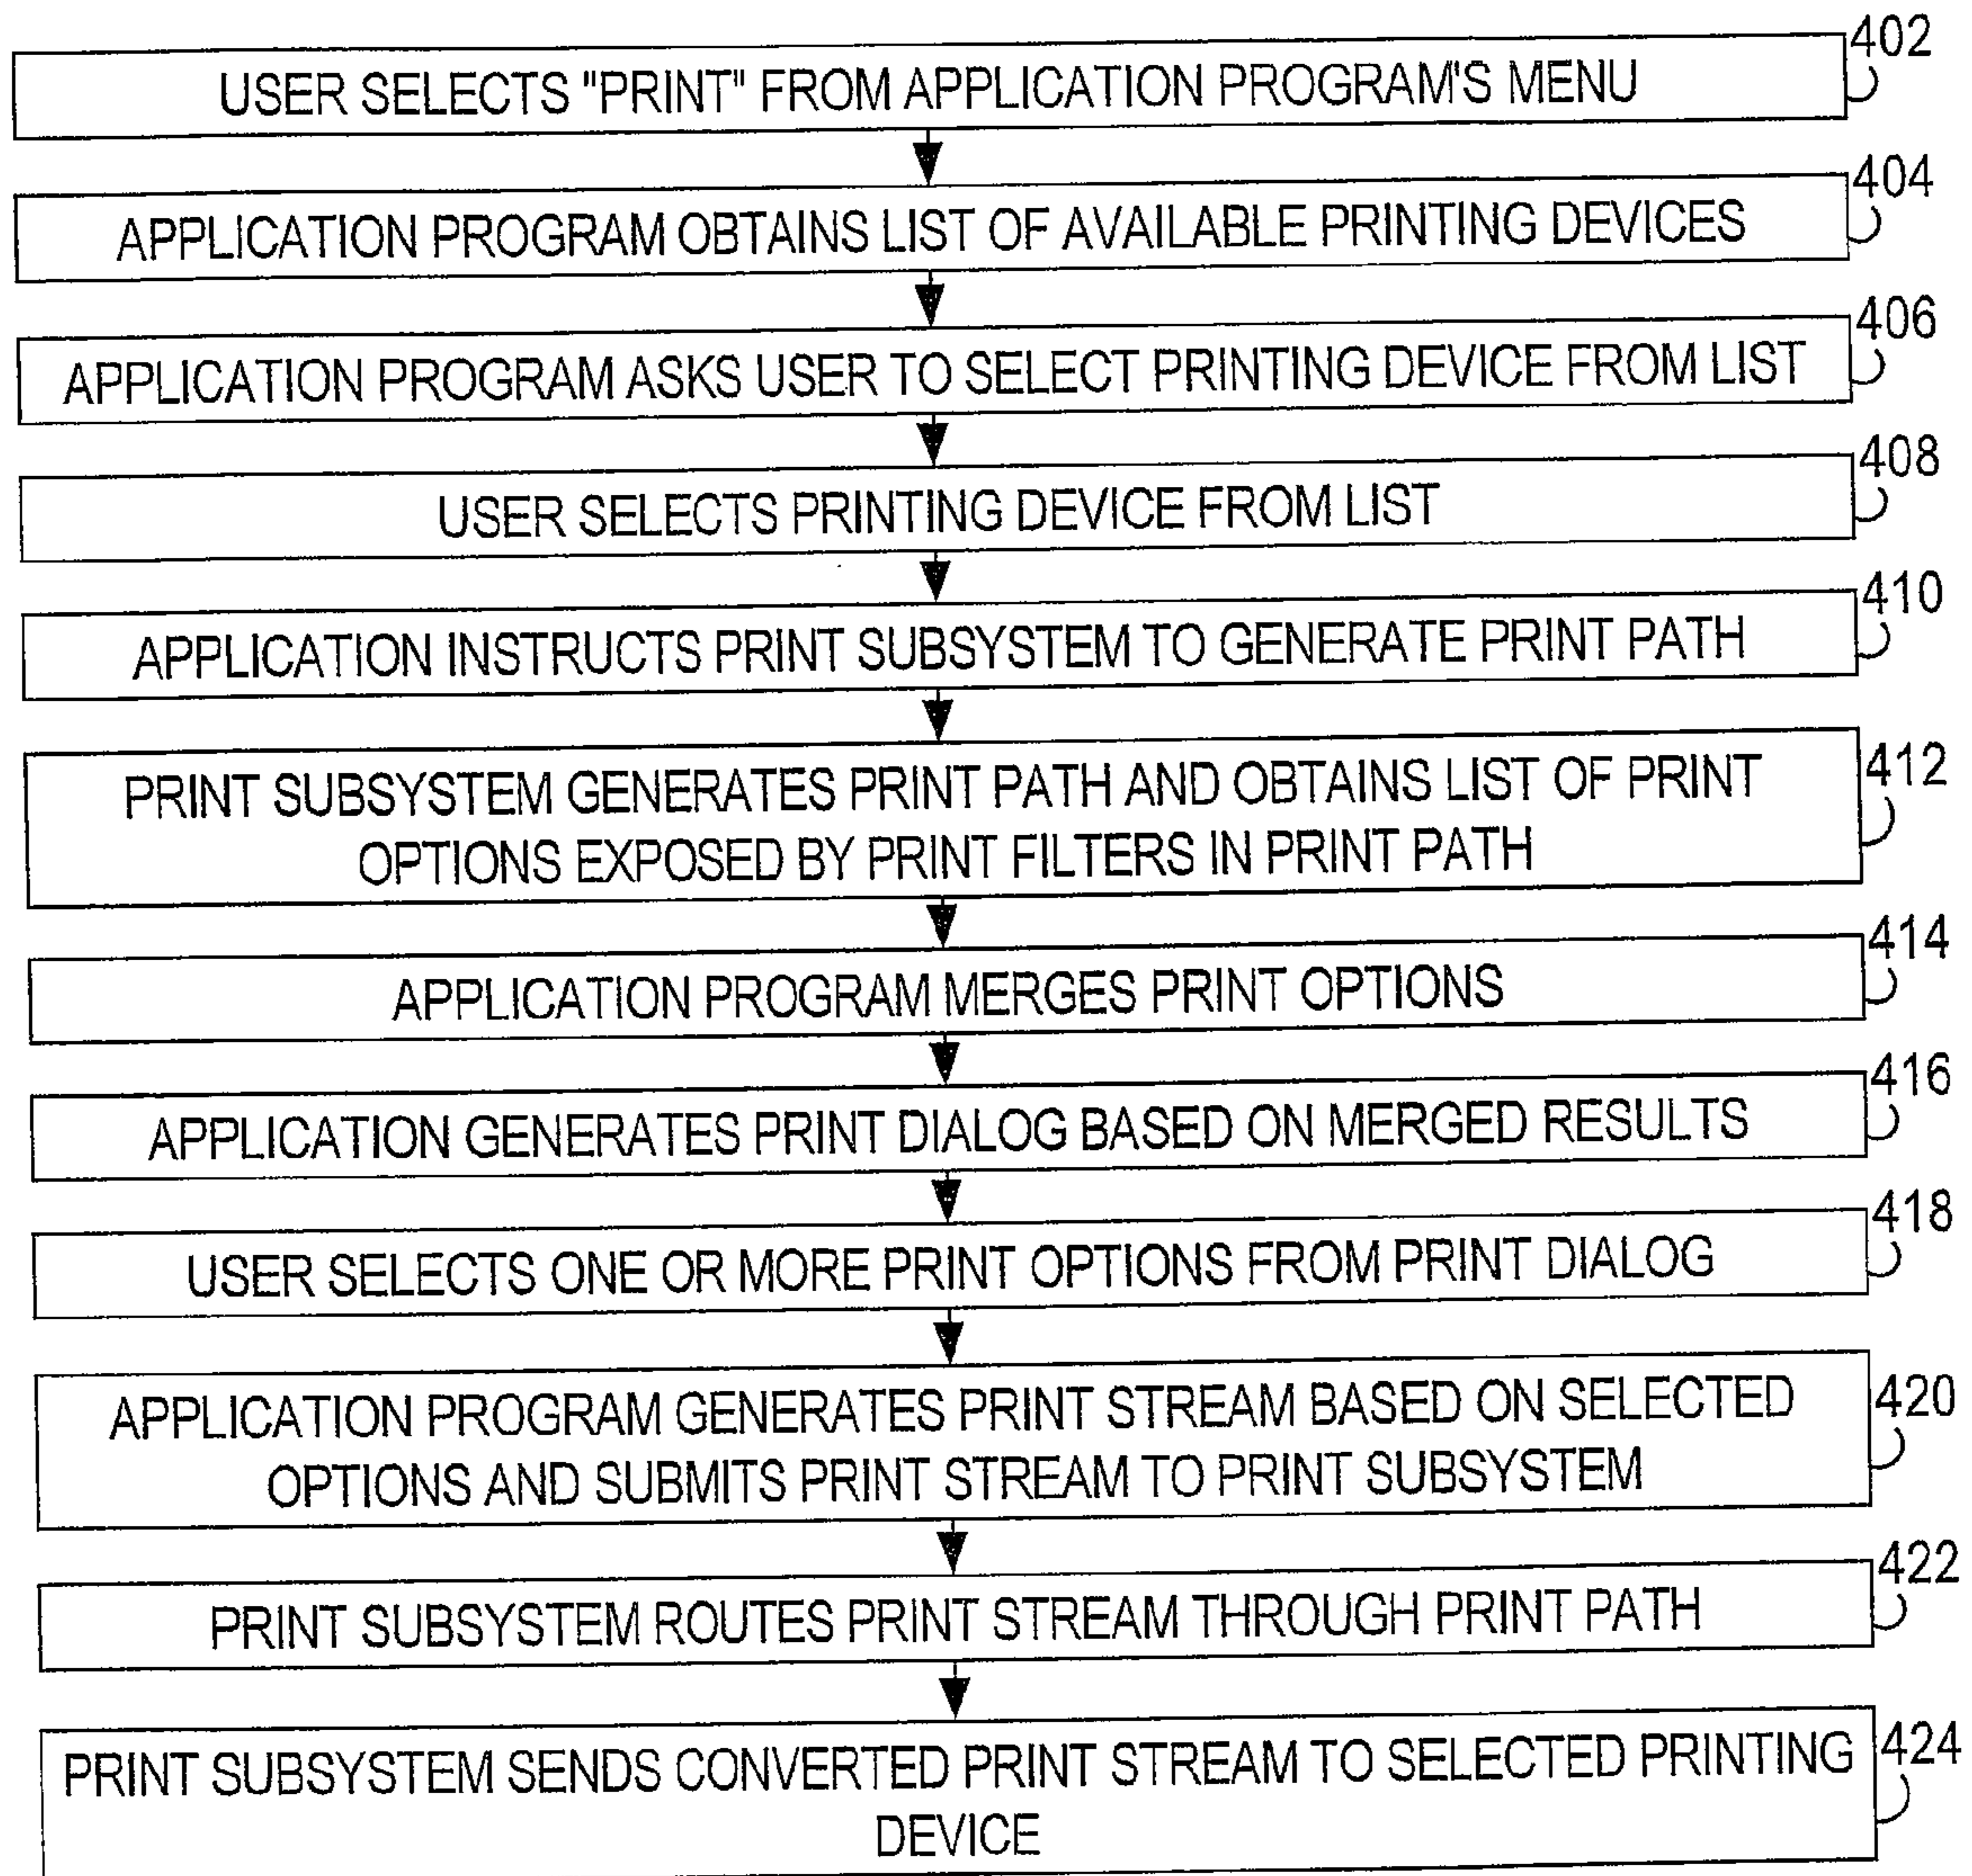 402
USER SELECTS "PRINT" FROM APPLICATION PROGRAM'S MENU
404
APPLICATION PROGRAM OBTAINS LIST OF AVAILABLE PRINTING DEVICES
406
APPLICATION PROGRAM ASKS USER TO SELECT PRINTING DEVICE FROM LIST
408
USER SELECTS PRINTING DEVICE FROM LIST
410
APPLICATION INSTRUCTS PRINT SUBSYSTEM TO GENERATE PRINT PATH
412
PRINT SUBSYSTEM GENERATES PRINT PATH AND OBTAINS LIST OF PRINT
OPTIONS EXPOSED BY PRINT FILTERS IN PRINT PATH
414
APPLICATION PROGRAM MERGES PRINT OPTIONS
416
APPLICATION GENERATES PRINT DIALOG BASED ON MERGED RESULTS
418
USER SELECTS ONE OR MORE PRINT OPTIONS FROM PRINT DIALOG
420
APPLICATION PROGRAM GENERATES PRINT STREAM BASED ON SELECTED
OPTIONS AND SUBMITS PRINT STREAM TO PRINT SUBSYSTEM
422
PRINT SUBSYSTEM ROUTES PRINT STREAM THROUGH PRINT PATH
424
PRINT SUBSYSTEM SENDS CONVERTED PRINT STREAM TO SELECTED PRINTING
DEVICE